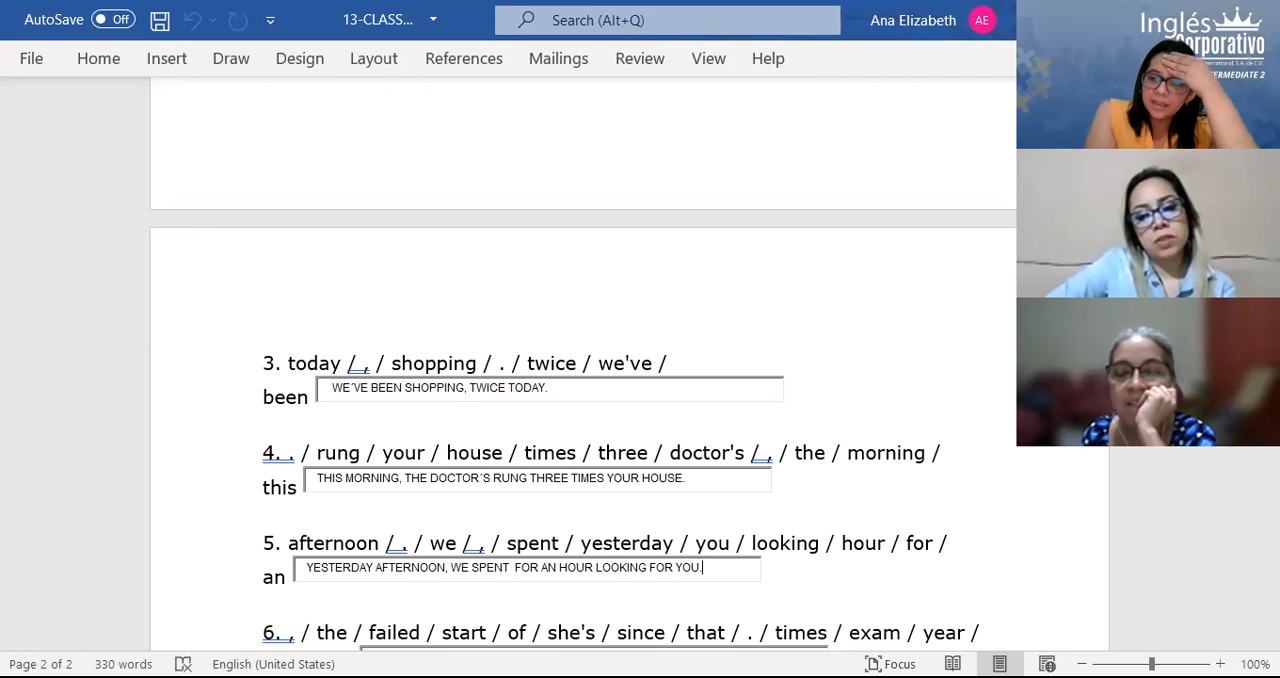 AutoSave Off 13-CLASS... Search (Alt+Q) Ana Elizabeth AE
File Home Insert Draw Design Layout References Mailings Review View Help
Inglés
Corporativo
International, S.A. de C.V.
TERMEDIATE 2
3. today / , / shopping / . / twice / we've /
been WE´VE BEEN SHOPPING, TWICE TODAY.
4. . / rung / your / house / times / three / doctor's / , / the / morning /
this THIS MORNING, THE DOCTOR´S RUNG THREE TIMES YOUR HOUSE.
5. afternoon / . / we / , / spent / yesterday / you / looking / hour / for /
an YESTERDAY AFTERNOON, WE SPENT  FOR AN HOUR LOOKING FOR YOU.
6. , / the / failed / start / of / she's / since / that / . / times / exam / year /
Page 2 of 2 330 words English (United States) Focus 100%